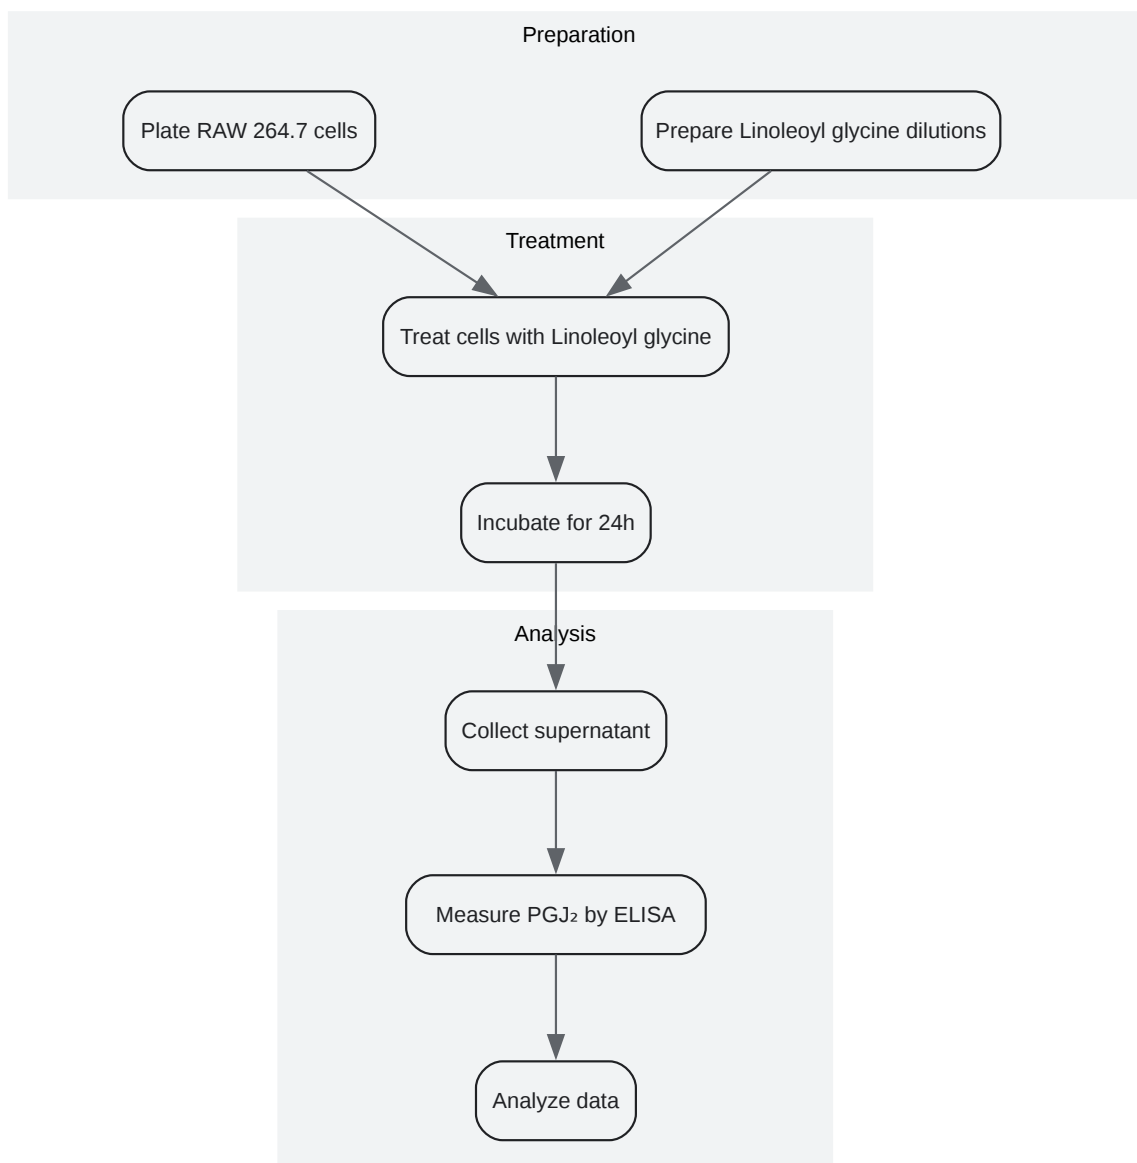 Preparation
Plate RAW 264.7 cells
Prepare Linoleoyl glycine dilutions
Treatment
Treat cells with Linoleoyl glycine
Incubate for 24h
Analysis
Collect supernatant
Measure PGJ₂ by ELISA
Analyze data